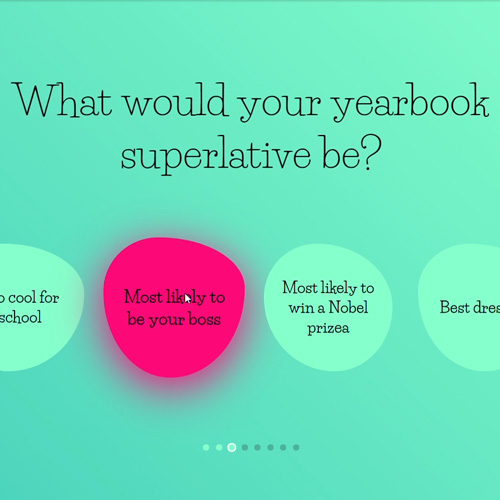 What would your yearbook
superlative be?
cool for
school
Most likely to
be your boss
Most likely to
win a Nobel
prizea
Best